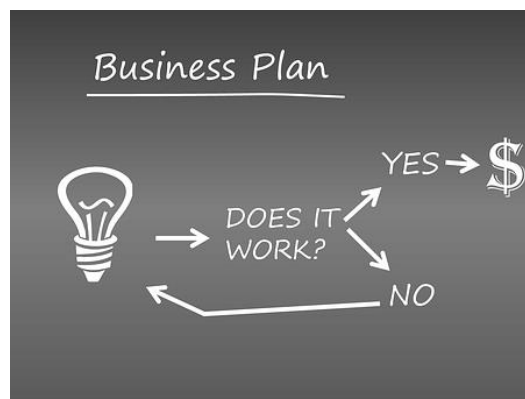 Business Plan
YES
$
DOES IT
WORK?
NO